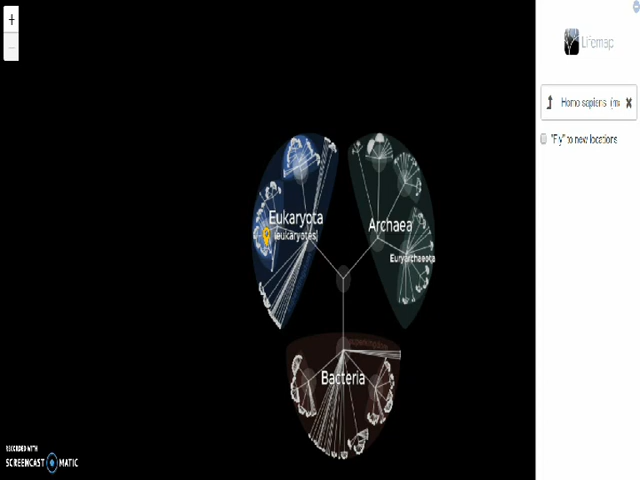 +
Lifemap
Homo sapiens (m
"Fly" to new locations
Eukaryota
(eukaryotes)
Archaea
Euryarchaeota
Bacteria
RECORDED WITH
SCREENCAST MATIC